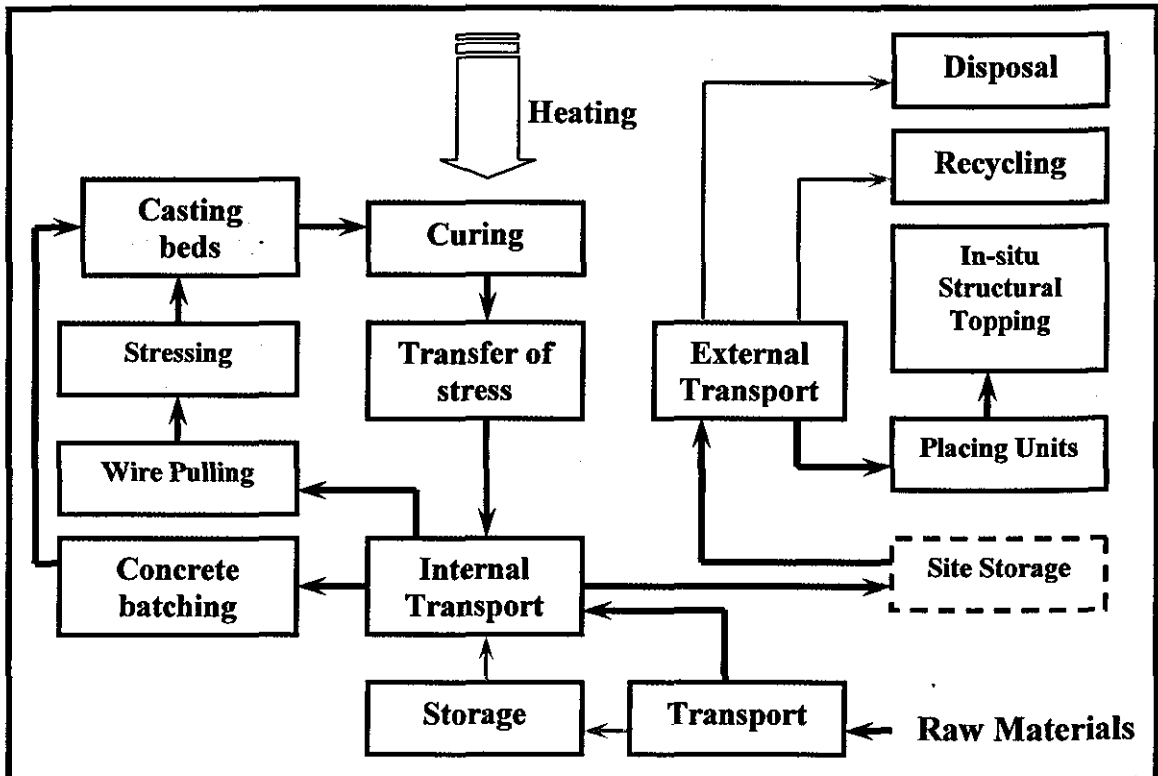 Disposal
Heating
Recycling
Casting
beds
Curing
In-situ
Structural
Topping
Stressing
Transfer of
stress
External
Transport
Wire Pulling
Placing Units
Concrete
batching
Internal
Transport
Site Storage
Storage
Transport
Raw Materials